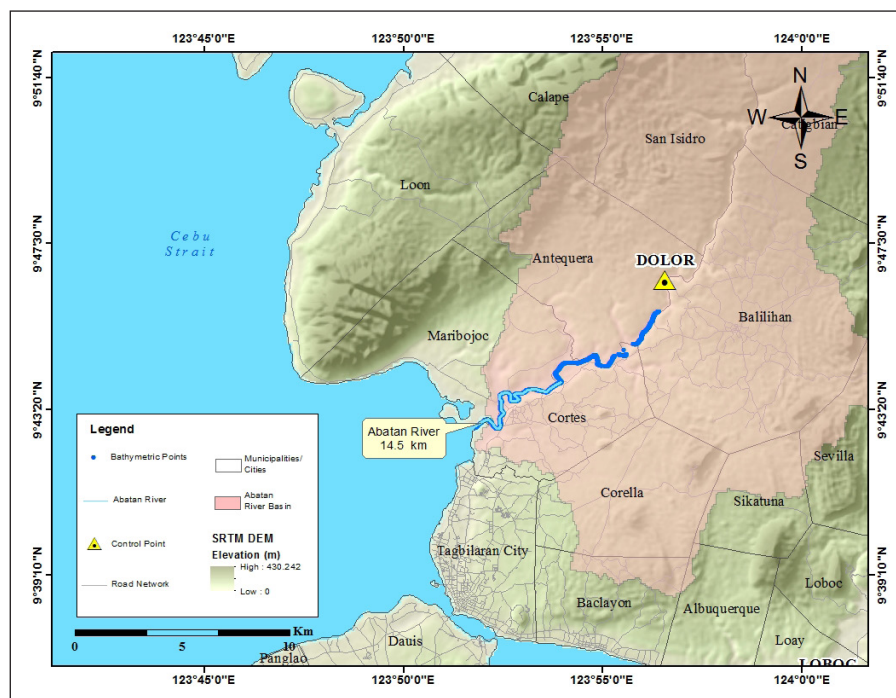 123°45'0"E 123°50'0"E 123°55'0"E 124°0'0"E
9°51'40"N 9°51'40"N
N
W E
S
Calape
Catigbian
San Isidro
Loon
Cebu
Strait
9°47'30"N 9°47'30"N
Antequera
DOLOR
Balilihan
Maribojoc
9°43'20"N 9°43'20"N
Abatan River
14.5 km
Cortes
Legend
Bathymetric Points
Municipalities/
Cities
Abatan River
Abatan
River Basin
Control Point
SRTM DEM
Elevation (m)
High : 430.242
Low : 0
Road Network
Sevilla
Corella
Sikatuna
Tagbilaran City
9°39'10"N 9°39'10"N
Loboc
Baclayon
Albuquerque
Km
0 5 10
Dauis
Loay
Panglao
LOBOC
123°45'0"E 123°50'0"E 123°55'0"E 124°0'0"E